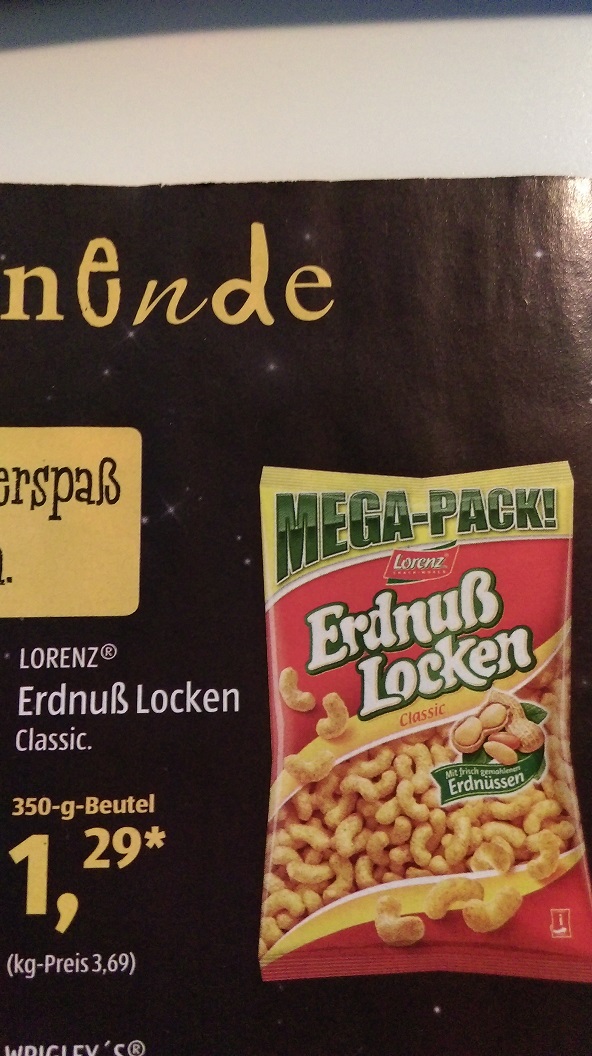 nende
erspaß
n.
LORENZ®
Erdnuß Locken
Classic.
350-g-Beutel
1,29*
(kg-Preis 3,69)
WRIGLEY´S®
MEGA-PACK!
Lorenz
Erdnuß
Locken
Classic
Mit frisch gemahlenen
Erdnüssen